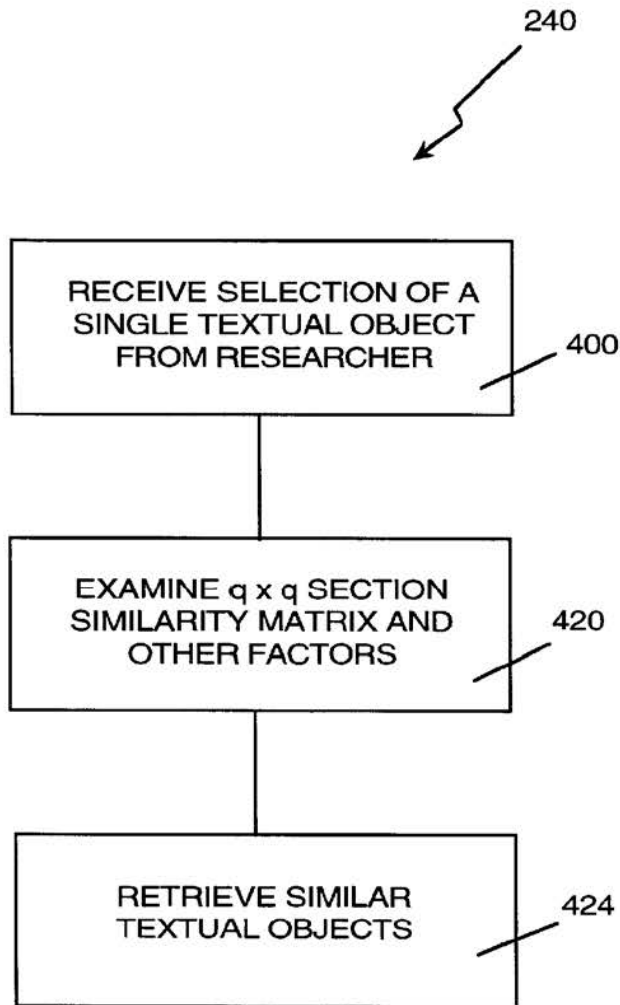 240
RECEIVE SELECTION OF A
SINGLE TEXTUAL OBJECT
FROM RESEARCHER
400
EXAMINE q x q SECTION
SIMILARITY MATRIX AND
OTHER FACTORS
420
RETRIEVE SIMILAR
TEXTUAL OBJECTS
424